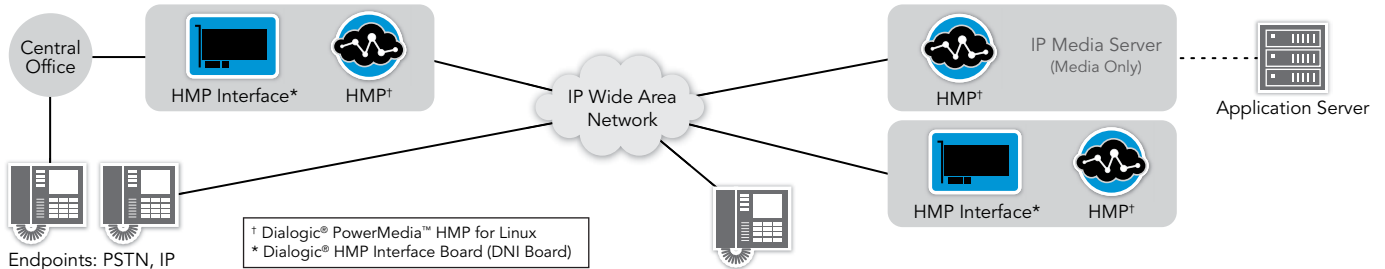 Central
Office
HMP Interface*
HMP†
IP Wide Area
Network
HMP†
IP Media Server
(Media Only)
Application Server
HMP Interface*
HMP†
Endpoints: PSTN, IP
† Dialogic® PowerMedia™ HMP for Linux
* Dialogic® HMP Interface Board (DNI Board)